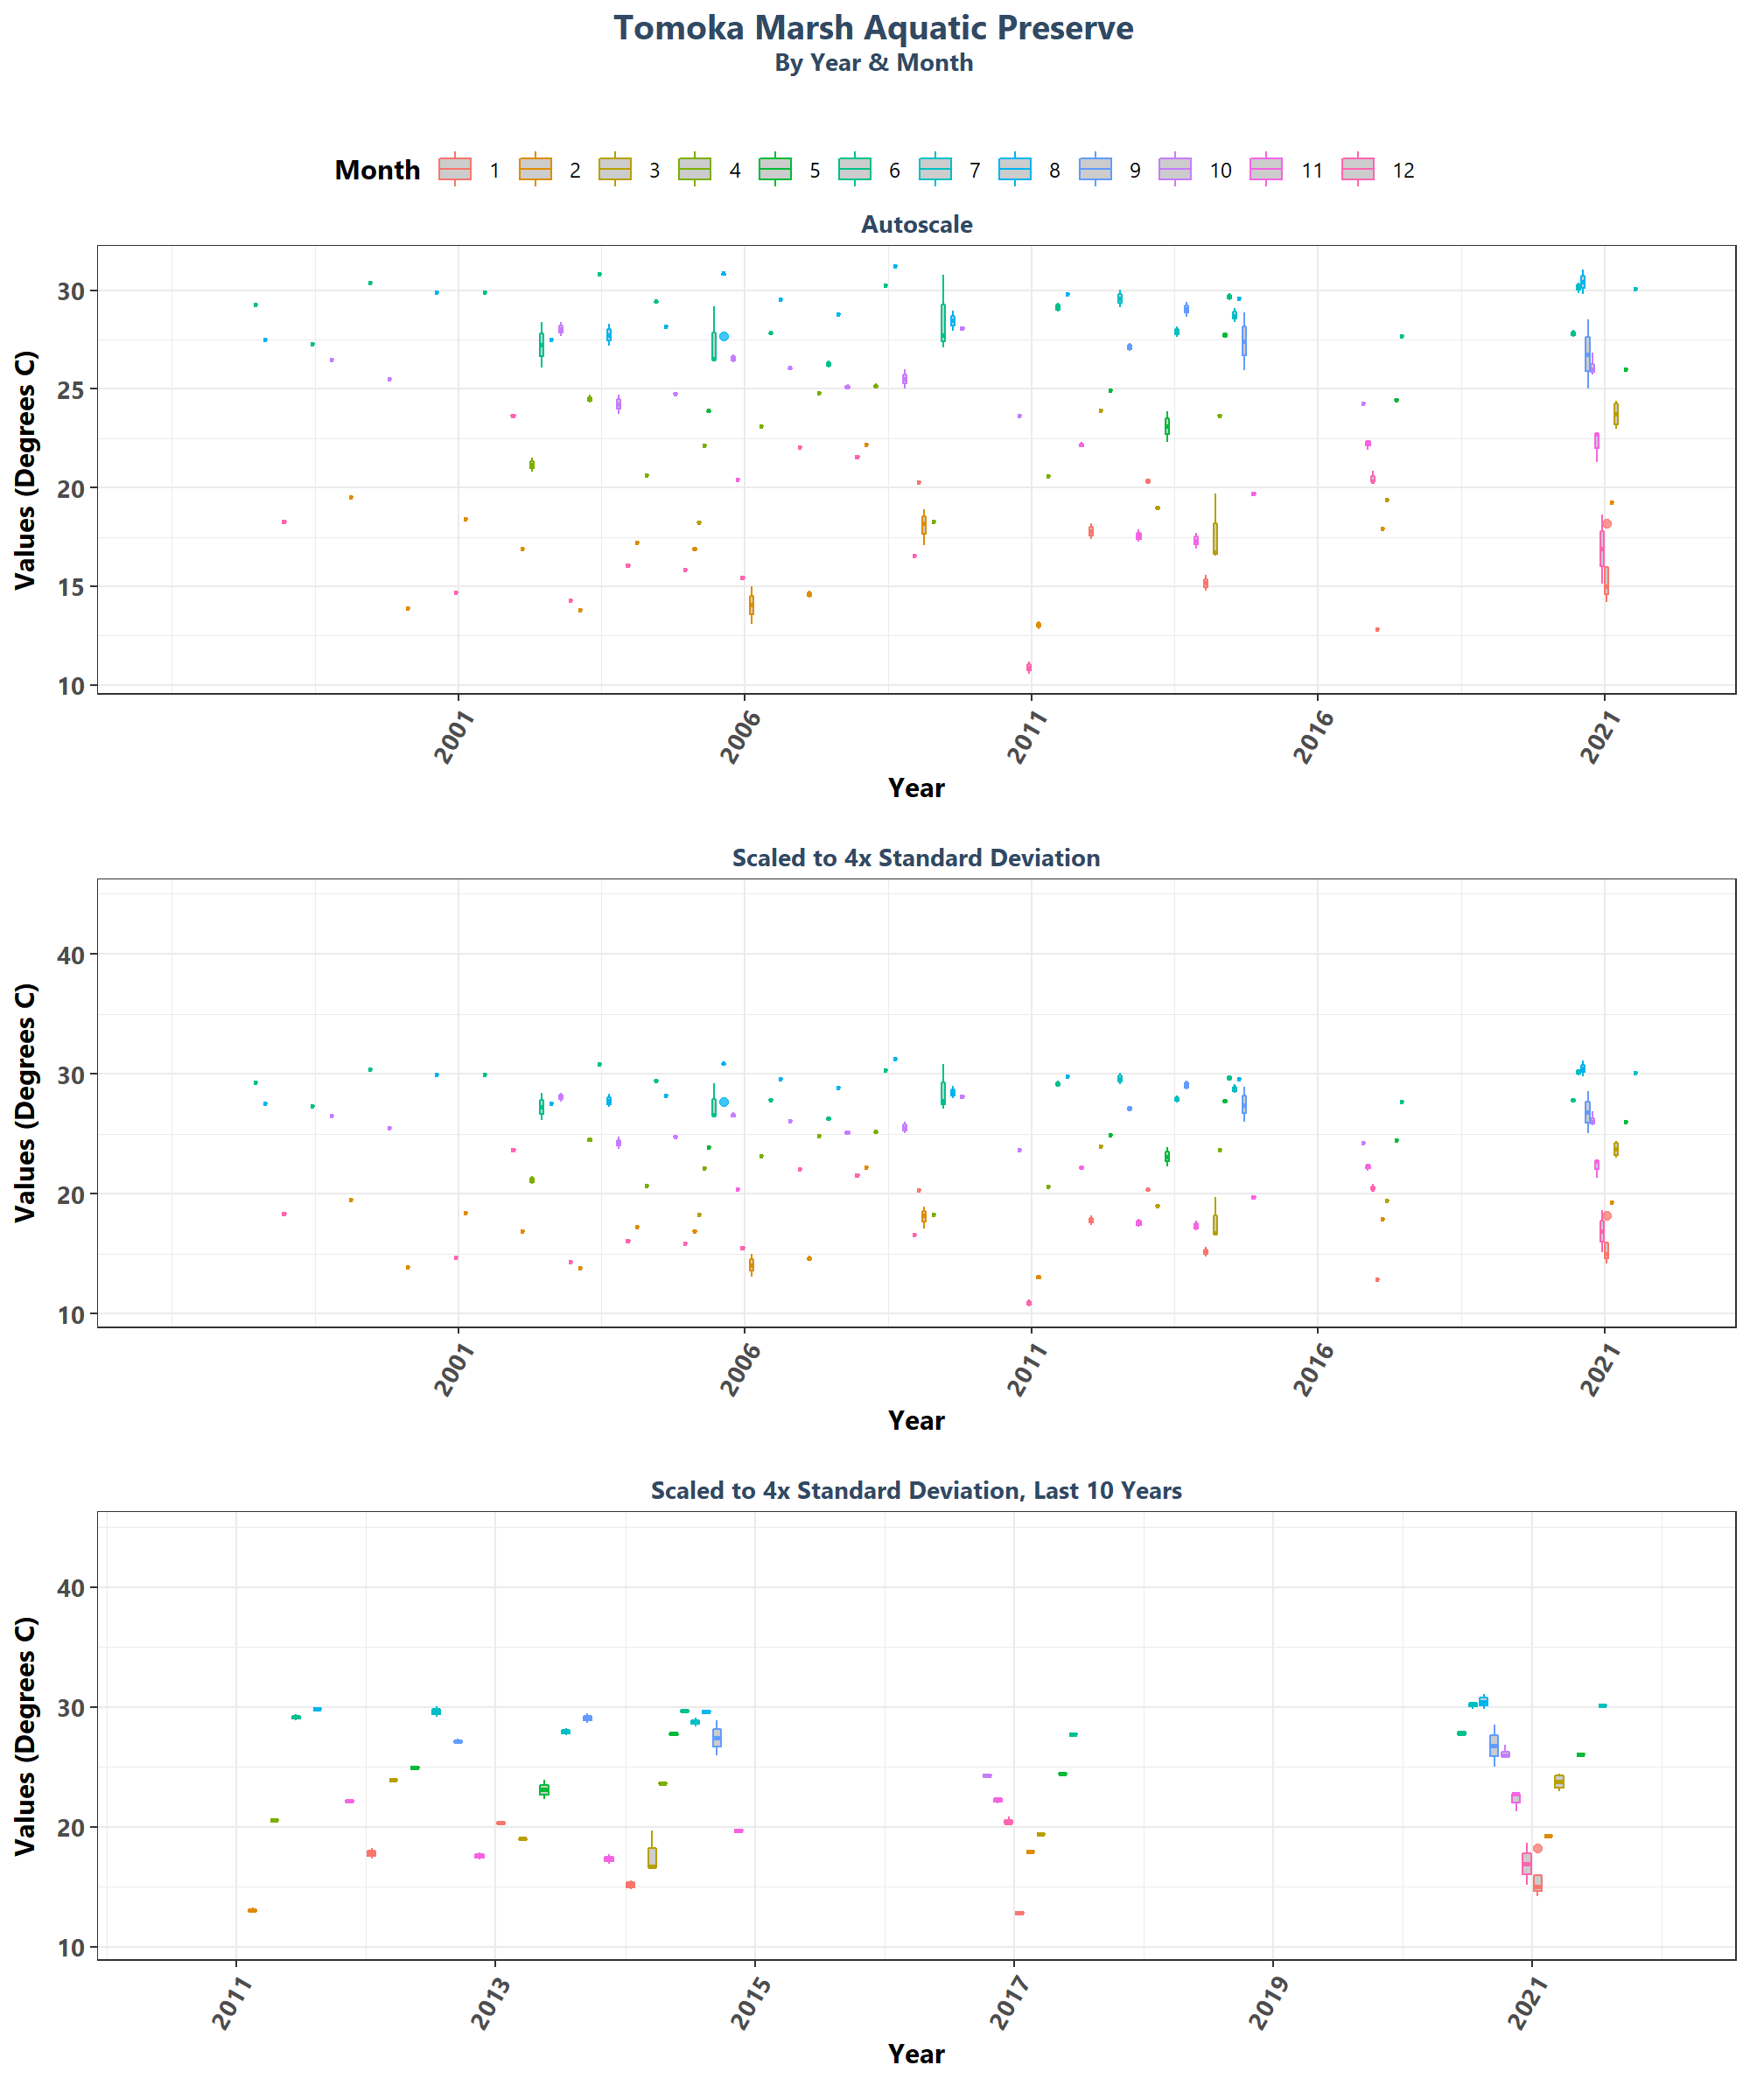 Tomoka Marsh Aquatic Preserve
By Year & Month
Month 1 2 3 4 5 6 7 8 9 10 11 12
Autoscale
Values (Degrees C)
30
25
20
15
10
2001 2006 2011 2016 2021
Year
Scaled to 4x Standard Deviation
Values (Degrees C)
40
30
20
10
2001 2006 2011 2016 2021
Year
Scaled to 4x Standard Deviation, Last 10 Years
Values (Degrees C)
40
30
20
10
2011 2013 2015 2017 2019 2021
Year